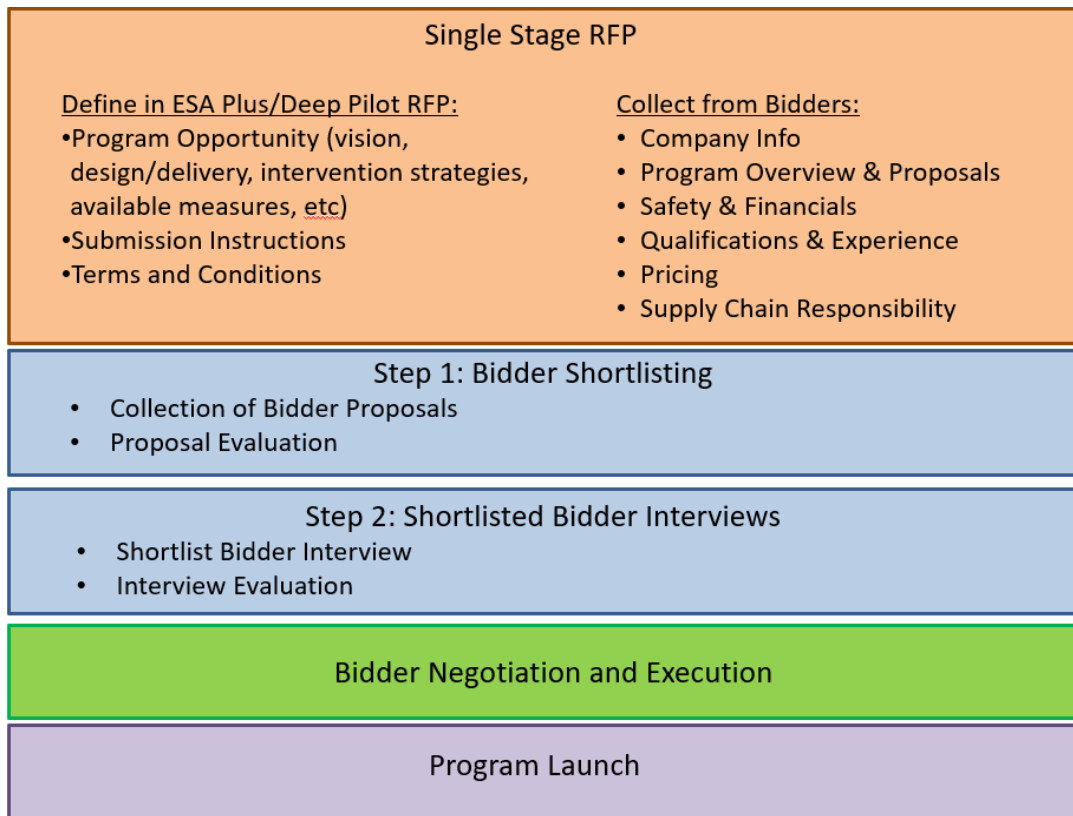 Single Stage RFP
Define in ESA Plus/Deep Pilot RFP:
•Program Opportunity (vision,
design/delivery, intervention strategies,
available measures, etc)
•Submission Instructions
•Terms and Conditions
Collect from Bidders:
• Company Info
• Program Overview & Proposals
• Safety & Financials
• Qualifications & Experience
• Pricing
• Supply Chain Responsibility
Step 1: Bidder Shortlisting
• Collection of Bidder Proposals
• Proposal Evaluation
Step 2: Shortlisted Bidder Interviews
• Shortlist Bidder Interview
• Interview Evaluation
Bidder Negotiation and Execution
Program Launch